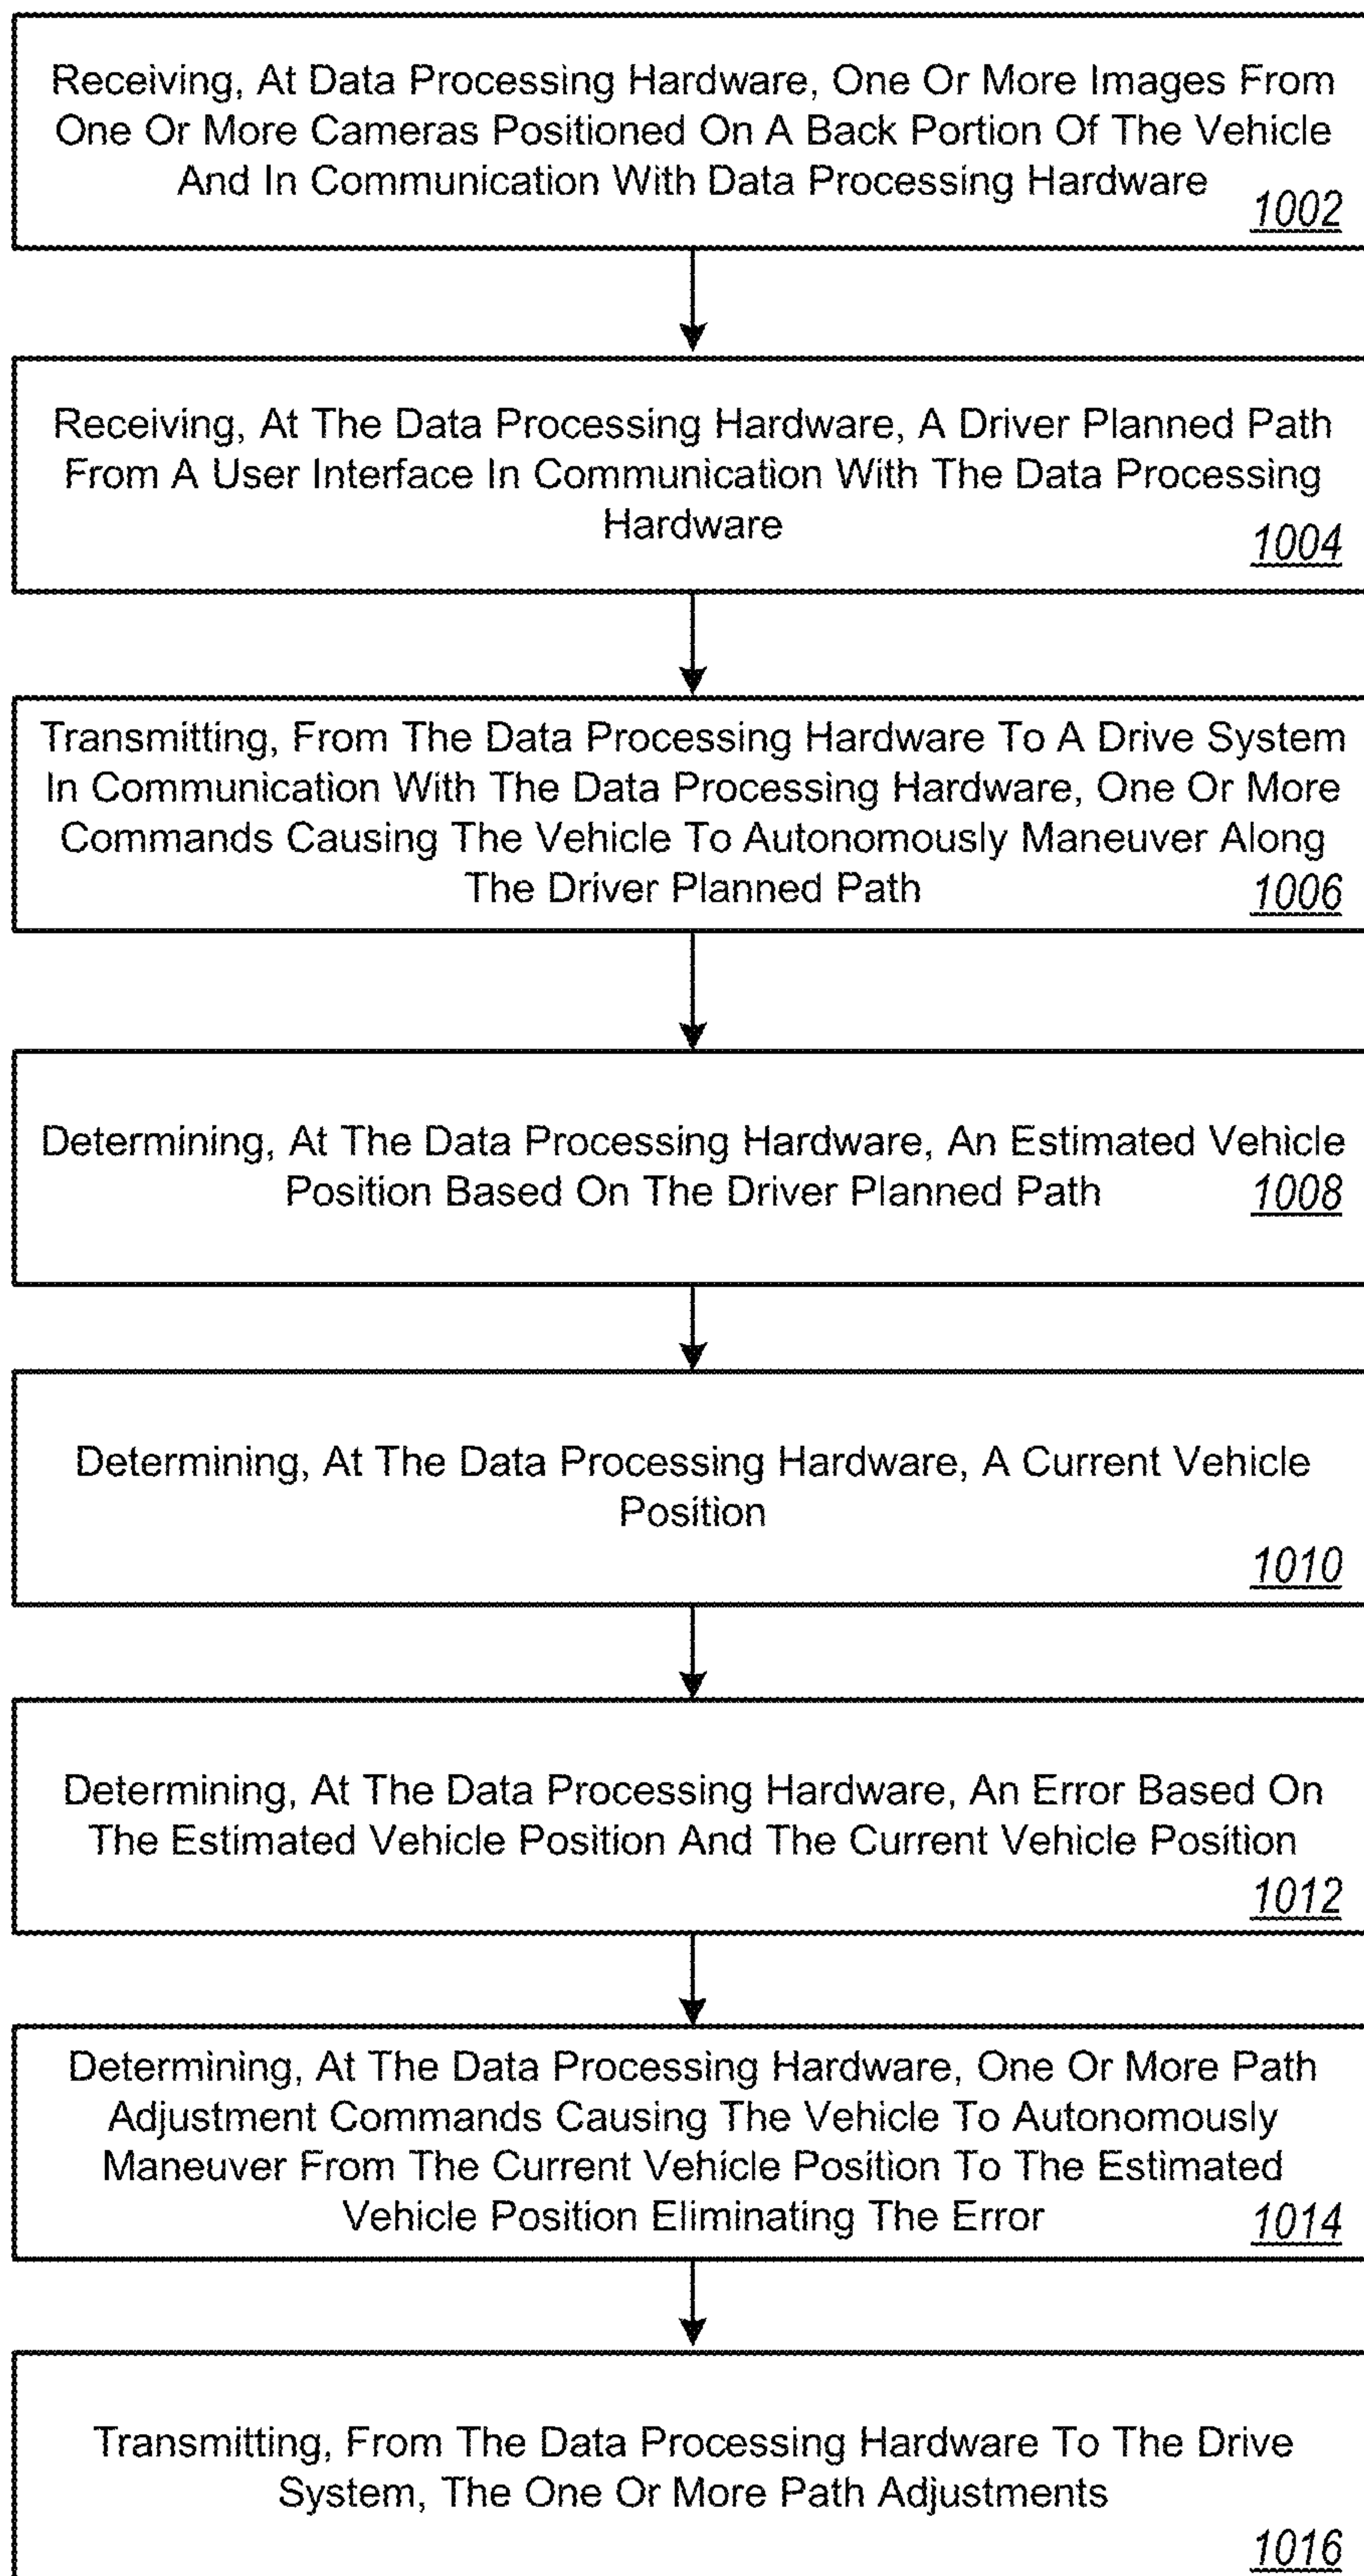 Receiving, At Data Processing Hardware, One Or More Images From
One Or More Cameras Positioned On A Back Portion Of The Vehicle
And In Communication With Data Processing Hardware
1002
Receiving, At The Data Processing Hardware, A Driver Planned Path
From A User Interface In Communication With The Data Processing
Hardware
1004
Transmitting, From The Data Processing Hardware To A Drive System
In Communication With The Data Processing Hardware, One Or More
Commands Causing The Vehicle To Autonomously Maneuver Along
The Driver Planned Path
1006
Determining, At The Data Processing Hardware, An Estimated Vehicle
Position Based On The Driver Planned Path
1008
Determining, At The Data Processing Hardware, A Current Vehicle
Position
1010
Determining, At The Data Processing Hardware, An Error Based On
The Estimated Vehicle Position And The Current Vehicle Position
1012
Determining, At The Data Processing Hardware, One Or More Path
Adjustment Commands Causing The Vehicle To Autonomously
Maneuver From The Current Vehicle Position To The Estimated
Vehicle Position Eliminating The Error
1014
Transmitting, From The Data Processing Hardware To The Drive
System, The One Or More Path Adjustments
1016